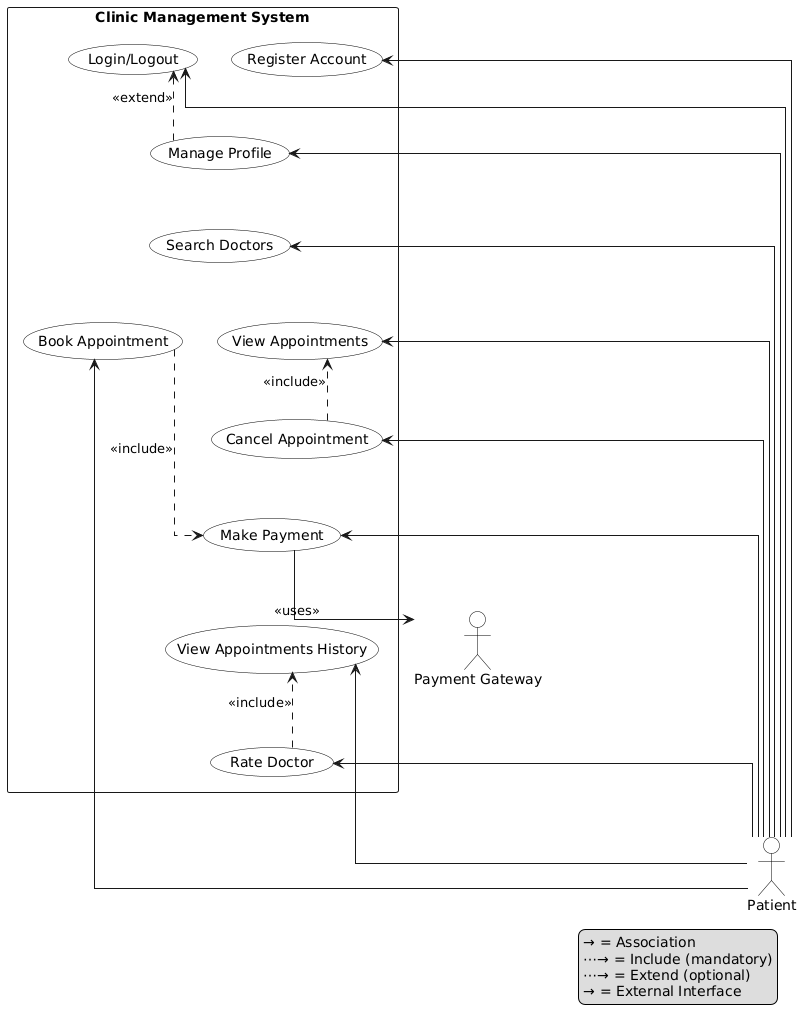 Clinic Management System
Login/Logout
Register Account
«extend»
Manage Profile
Search Doctors
Book Appointment
View Appointments
«include»
Cancel Appointment
«include»
Make Payment
«uses»
View Appointments History
Payment Gateway
«include»
Rate Doctor
Patient
→ = Association
⋯→ = Include (mandatory)
⋯→ = Extend (optional)
→ = External Interface